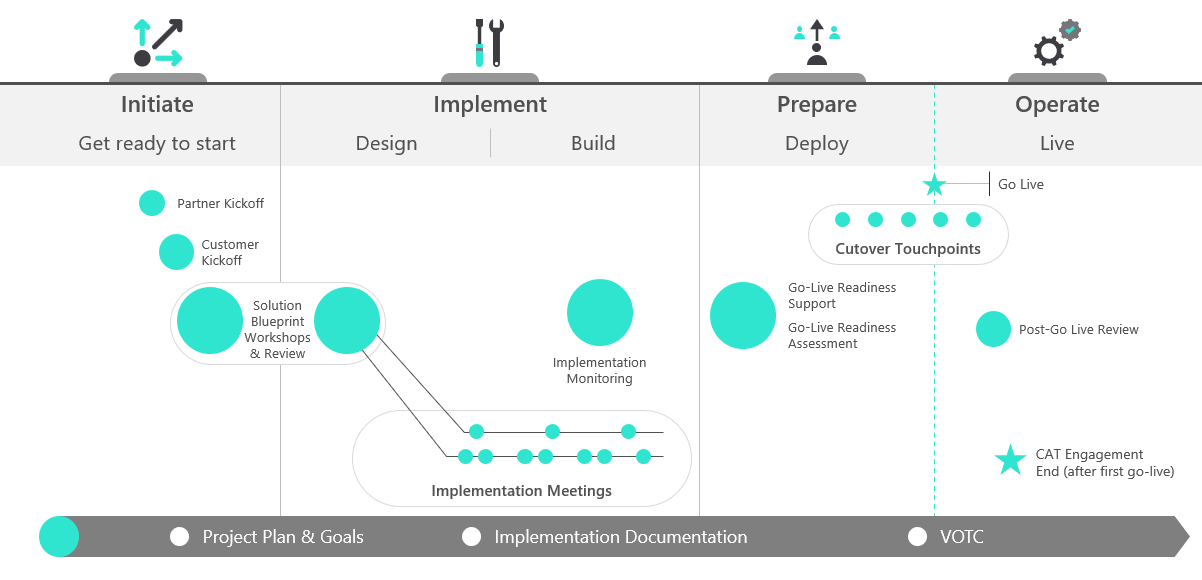 Initiate
Implement
Prepare
Operate
Get ready to start
Design
Build
Deploy
Live
Partner Kickoff
Customer
Kickoff
Solution
Blueprint
Workshops
& Review
Implementation
Monitoring
Implementation Meetings
Go Live
Cutover Touchpoints
Go-Live Readiness
Support
Go-Live Readiness
Assessment
Post-Go Live Review
CAT Engagement
End (after first go-live)
Project Plan & Goals
Implementation Documentation
VOTC